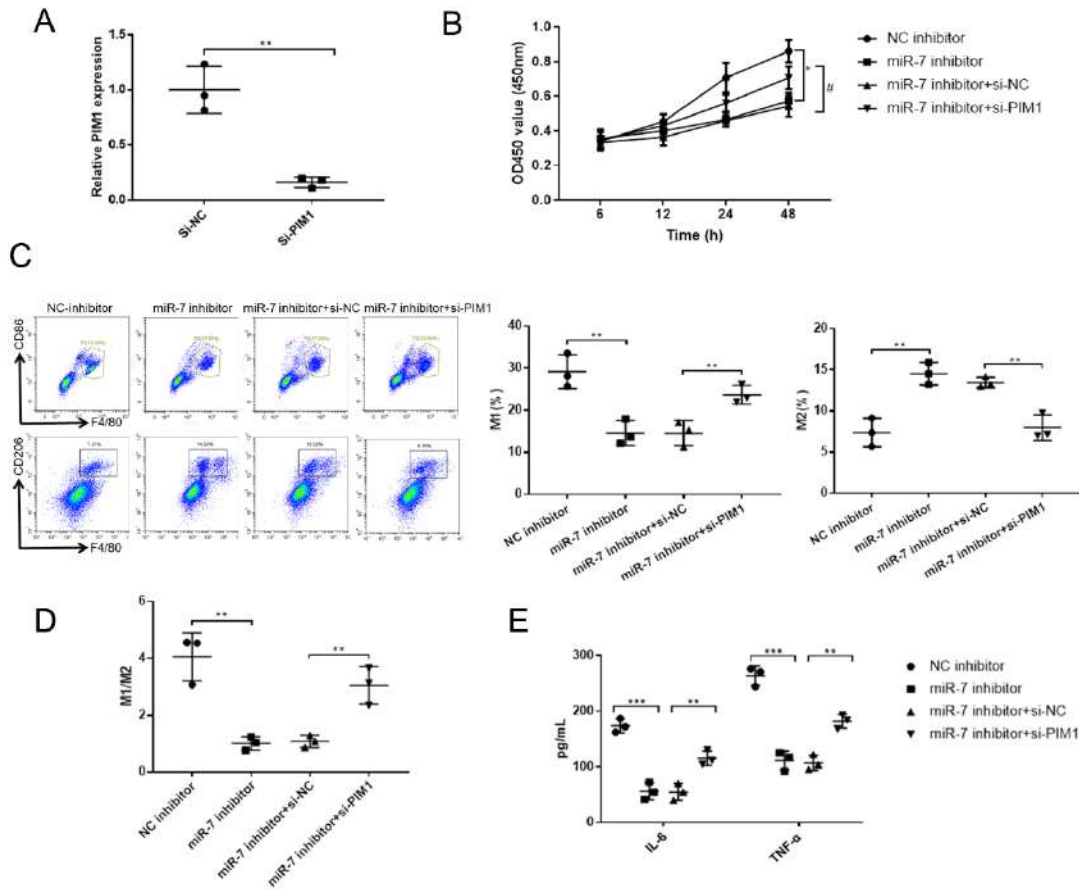 A
Relative PIM1 expression
1.5
1.0
0.5
0.0
**
Si-NC
Si-PIM1
B
OD450 value (450nm)
1.0
0.8
0.6
0.4
0.2
0.0
6
12
24
48
Time (h)
*
#
NC inhibitor
miR-7 inhibitor
miR-7 inhibitor+si-NC
miR-7 inhibitor+si-PIM1
C
NC-inhibitor
miR-7 inhibitor
miR-7 inhibitor+si-NC
miR-7 inhibitor+si-PIM1
CD86
F4/80
CD206
F4/80
M1(%)
40
30
20
10
0
**
**
NC inhibitor
miR-7 inhibitor
miR-7 inhibitor+si-NC
miR-7 inhibitor+si-PIM1
M2(%)
20
15
10
5
0
**
**
NC inhibitor
miR-7 inhibitor
miR-7 inhibitor+si-NC
miR-7 inhibitor+si-PIM1
D
M1/M2
6
4
2
0
**
**
NC inhibitor
miR-7 inhibitor
miR-7 inhibitor+si-NC
miR-7 inhibitor+si-PIM1
E
pg/mL
300
200
100
0
***
**
***
**
IL-6
TNF-α
NC inhibitor
miR-7 inhibitor
miR-7 inhibitor+si-NC
miR-7 inhibitor+si-PIM1